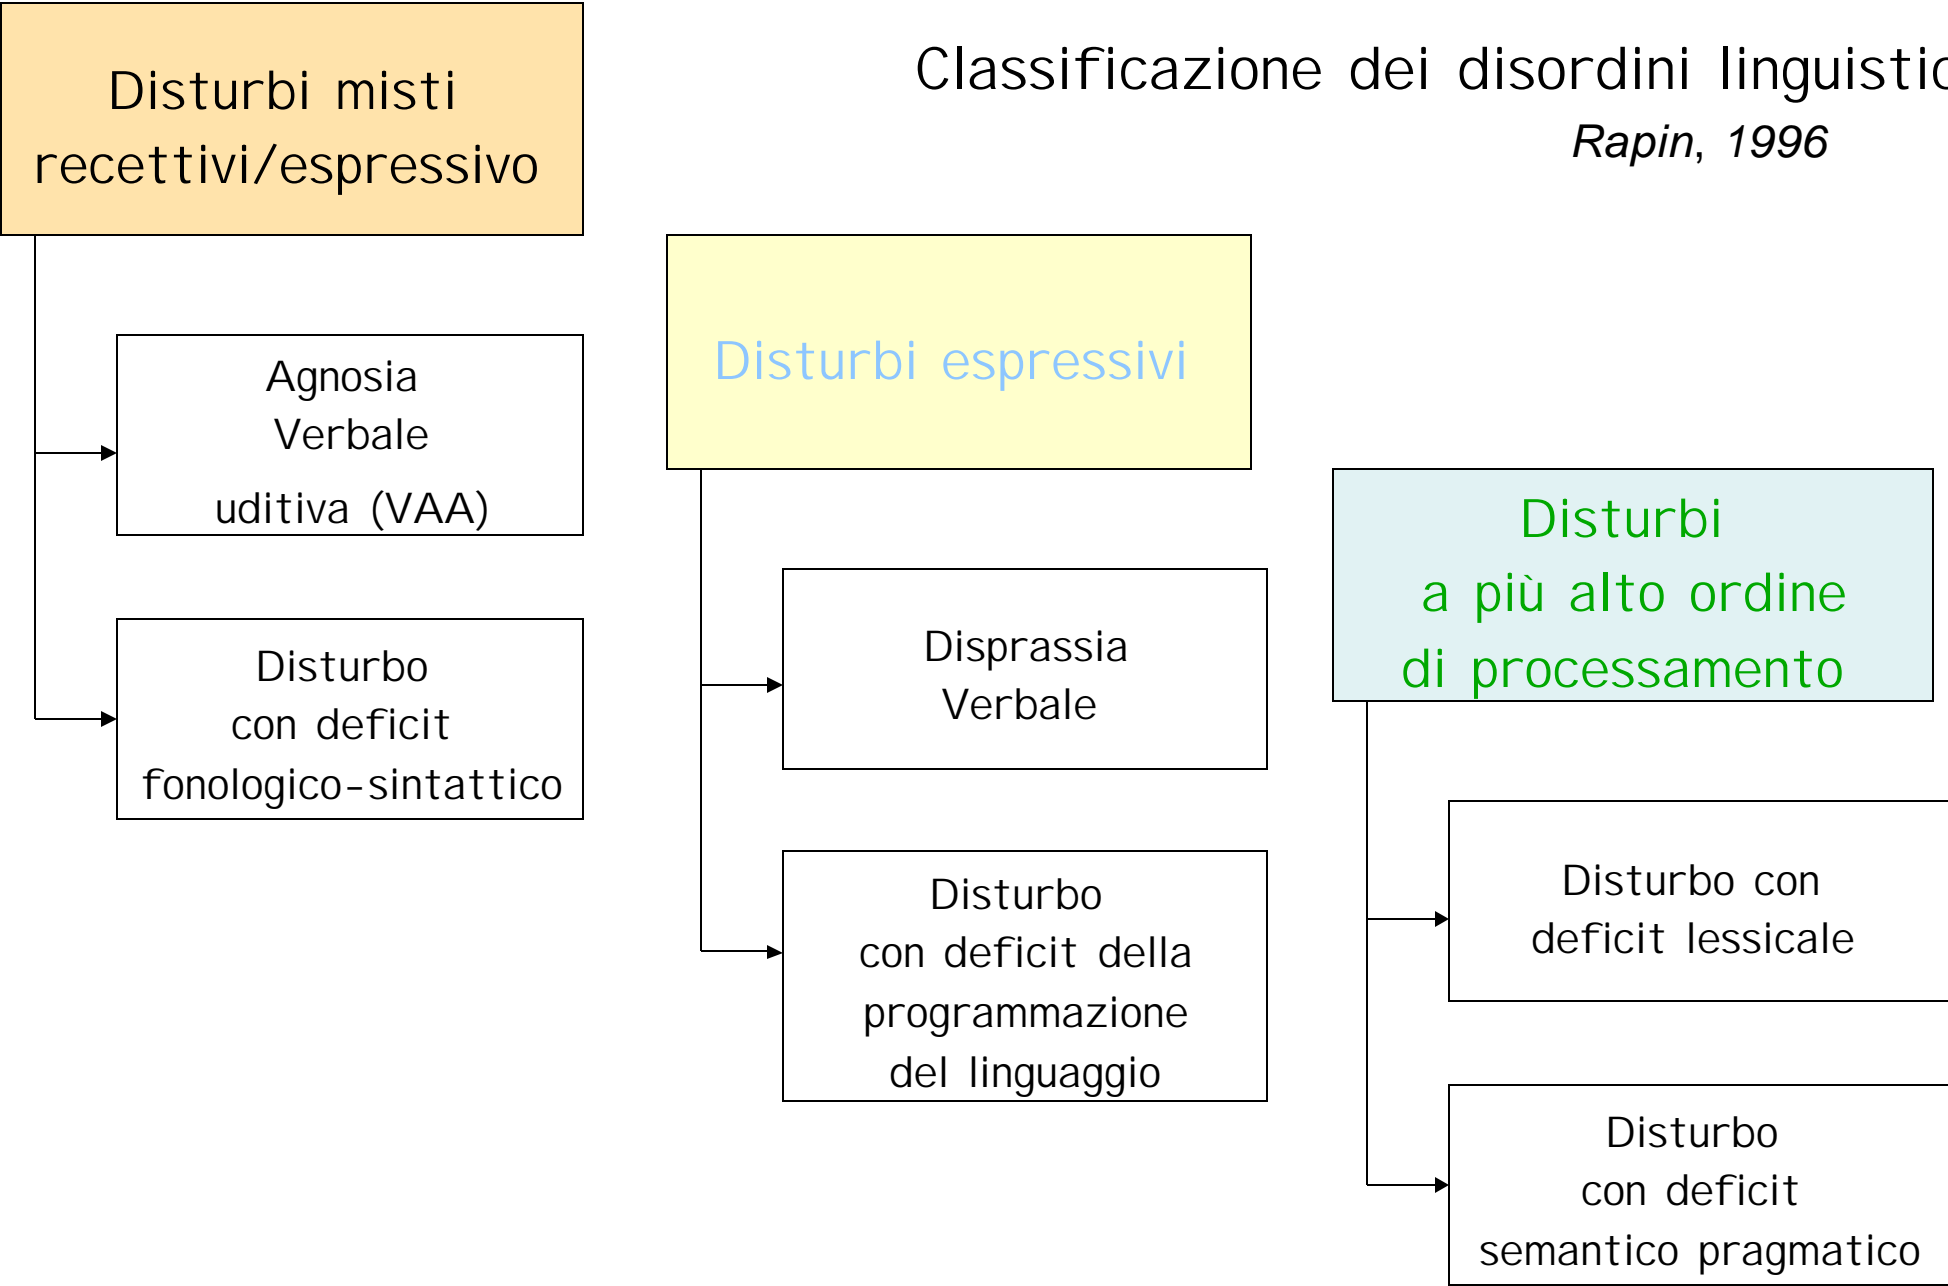 Classificazione dei disordini linguistic
Rapin, 1996
Disturbi misti
recettivi/espressivo
Agnosia
Verbale
uditiva (VAA)
Disturbo
con deficit
fonologico-sintattico
Disturbi espressivi
Disprassia
Verbale
Disturbo
con deficit della
programmazione
del linguaggio
Disturbi
a più alto ordine
di processamento
Disturbo con
deficit lessicale
Disturbo
con deficit
semantico pragmatico